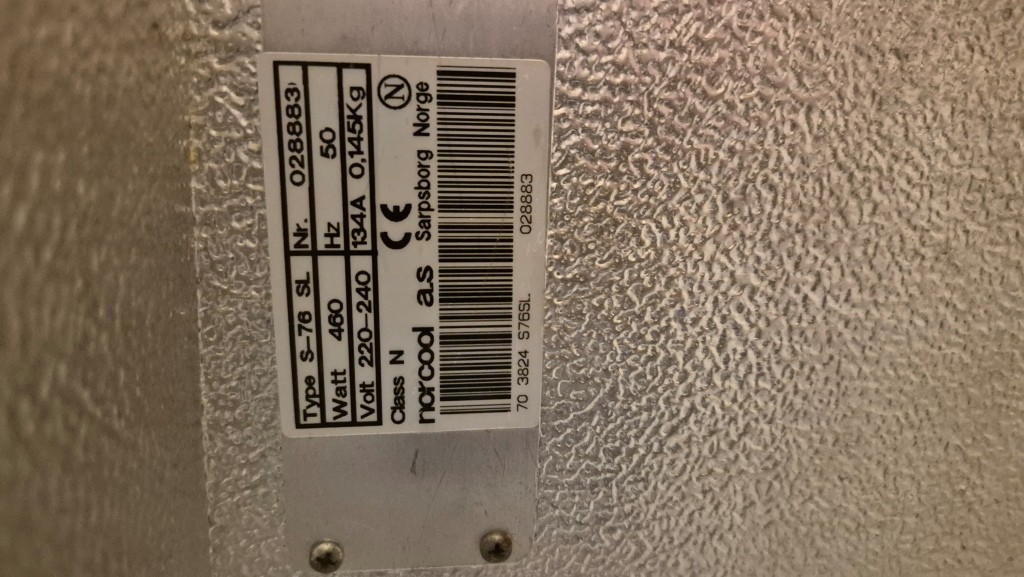 Type S-76 SL Nr. 028883
Watt 460 Hz 50
Volt 220-240 134A 0,145Kg
Class N CE N
norcool a.s Sarpsborg Norge
70 3824 S76SL 028883